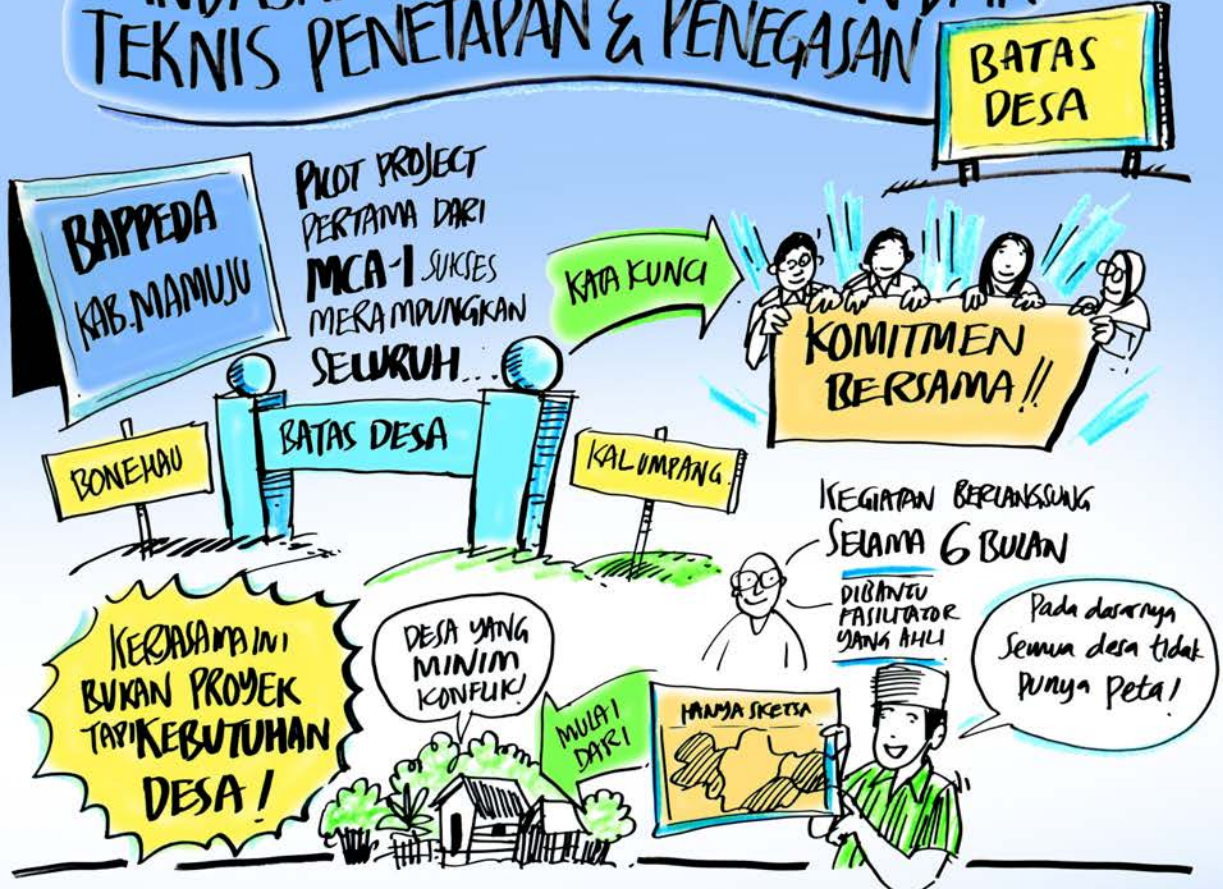 TEKNIS PENETAPAN & PENEGASAN
BATAS
DESA
BAPPEDA
KAB. MAMUJU
PILOT PROJECT
PERTAMA DARI
MCA-I SUKSES
MERAMPUNGKAN
SELURUH...
KATA KUNCI
KOMITMEN
BERSAMA!!
BONEHAU
BATAS DESA
KALUMPANG
KEGIATAN BERLANGSUNG
SELAMA 6 BULAN
DIBANTU
FASILITATOR
YANG AHLI
KERJASAMA INI
BUKAN PROYEK
TAPI KEBUTUHAN
DESA!
DESA YANG
MINIM
KONFLIK!
MULAI
DARI
HANYA SKETSA
Pada dasarnya
Semua desa tidak
punya peta!